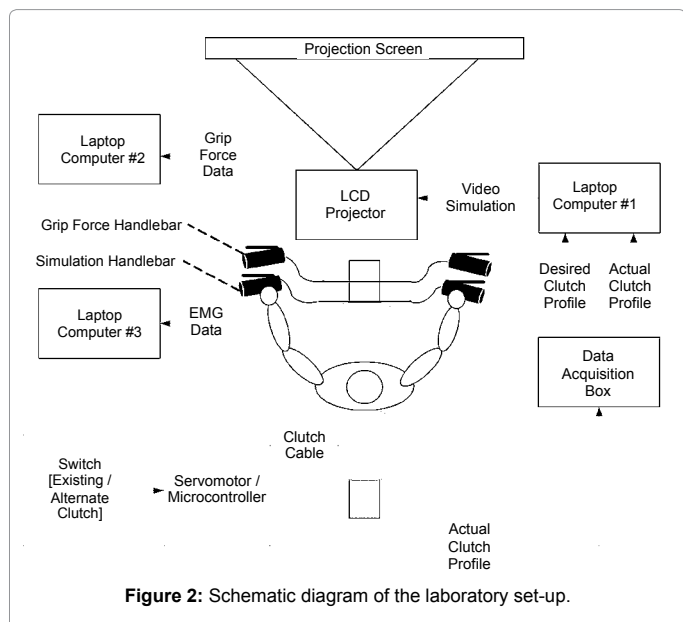 Projection Screen
Laptop
Computer #2
Grip
Force
Data
LCD
Projector
Video
Simulation
Laptop
Computer #1
Grip Force Handlebar
Simulation Handlebar
Desired
Clutch
Profile
Actual
Clutch
Profile
Laptop
Computer #3
EMG
Data
Data
Acquisition
Box
Clutch
Cable
Switch
[Existing /
Alternate
Clutch]
Servomotor /
Microcontroller
Actual
Clutch
Profile
Figure 2: Schematic diagram of the laboratory set-up.